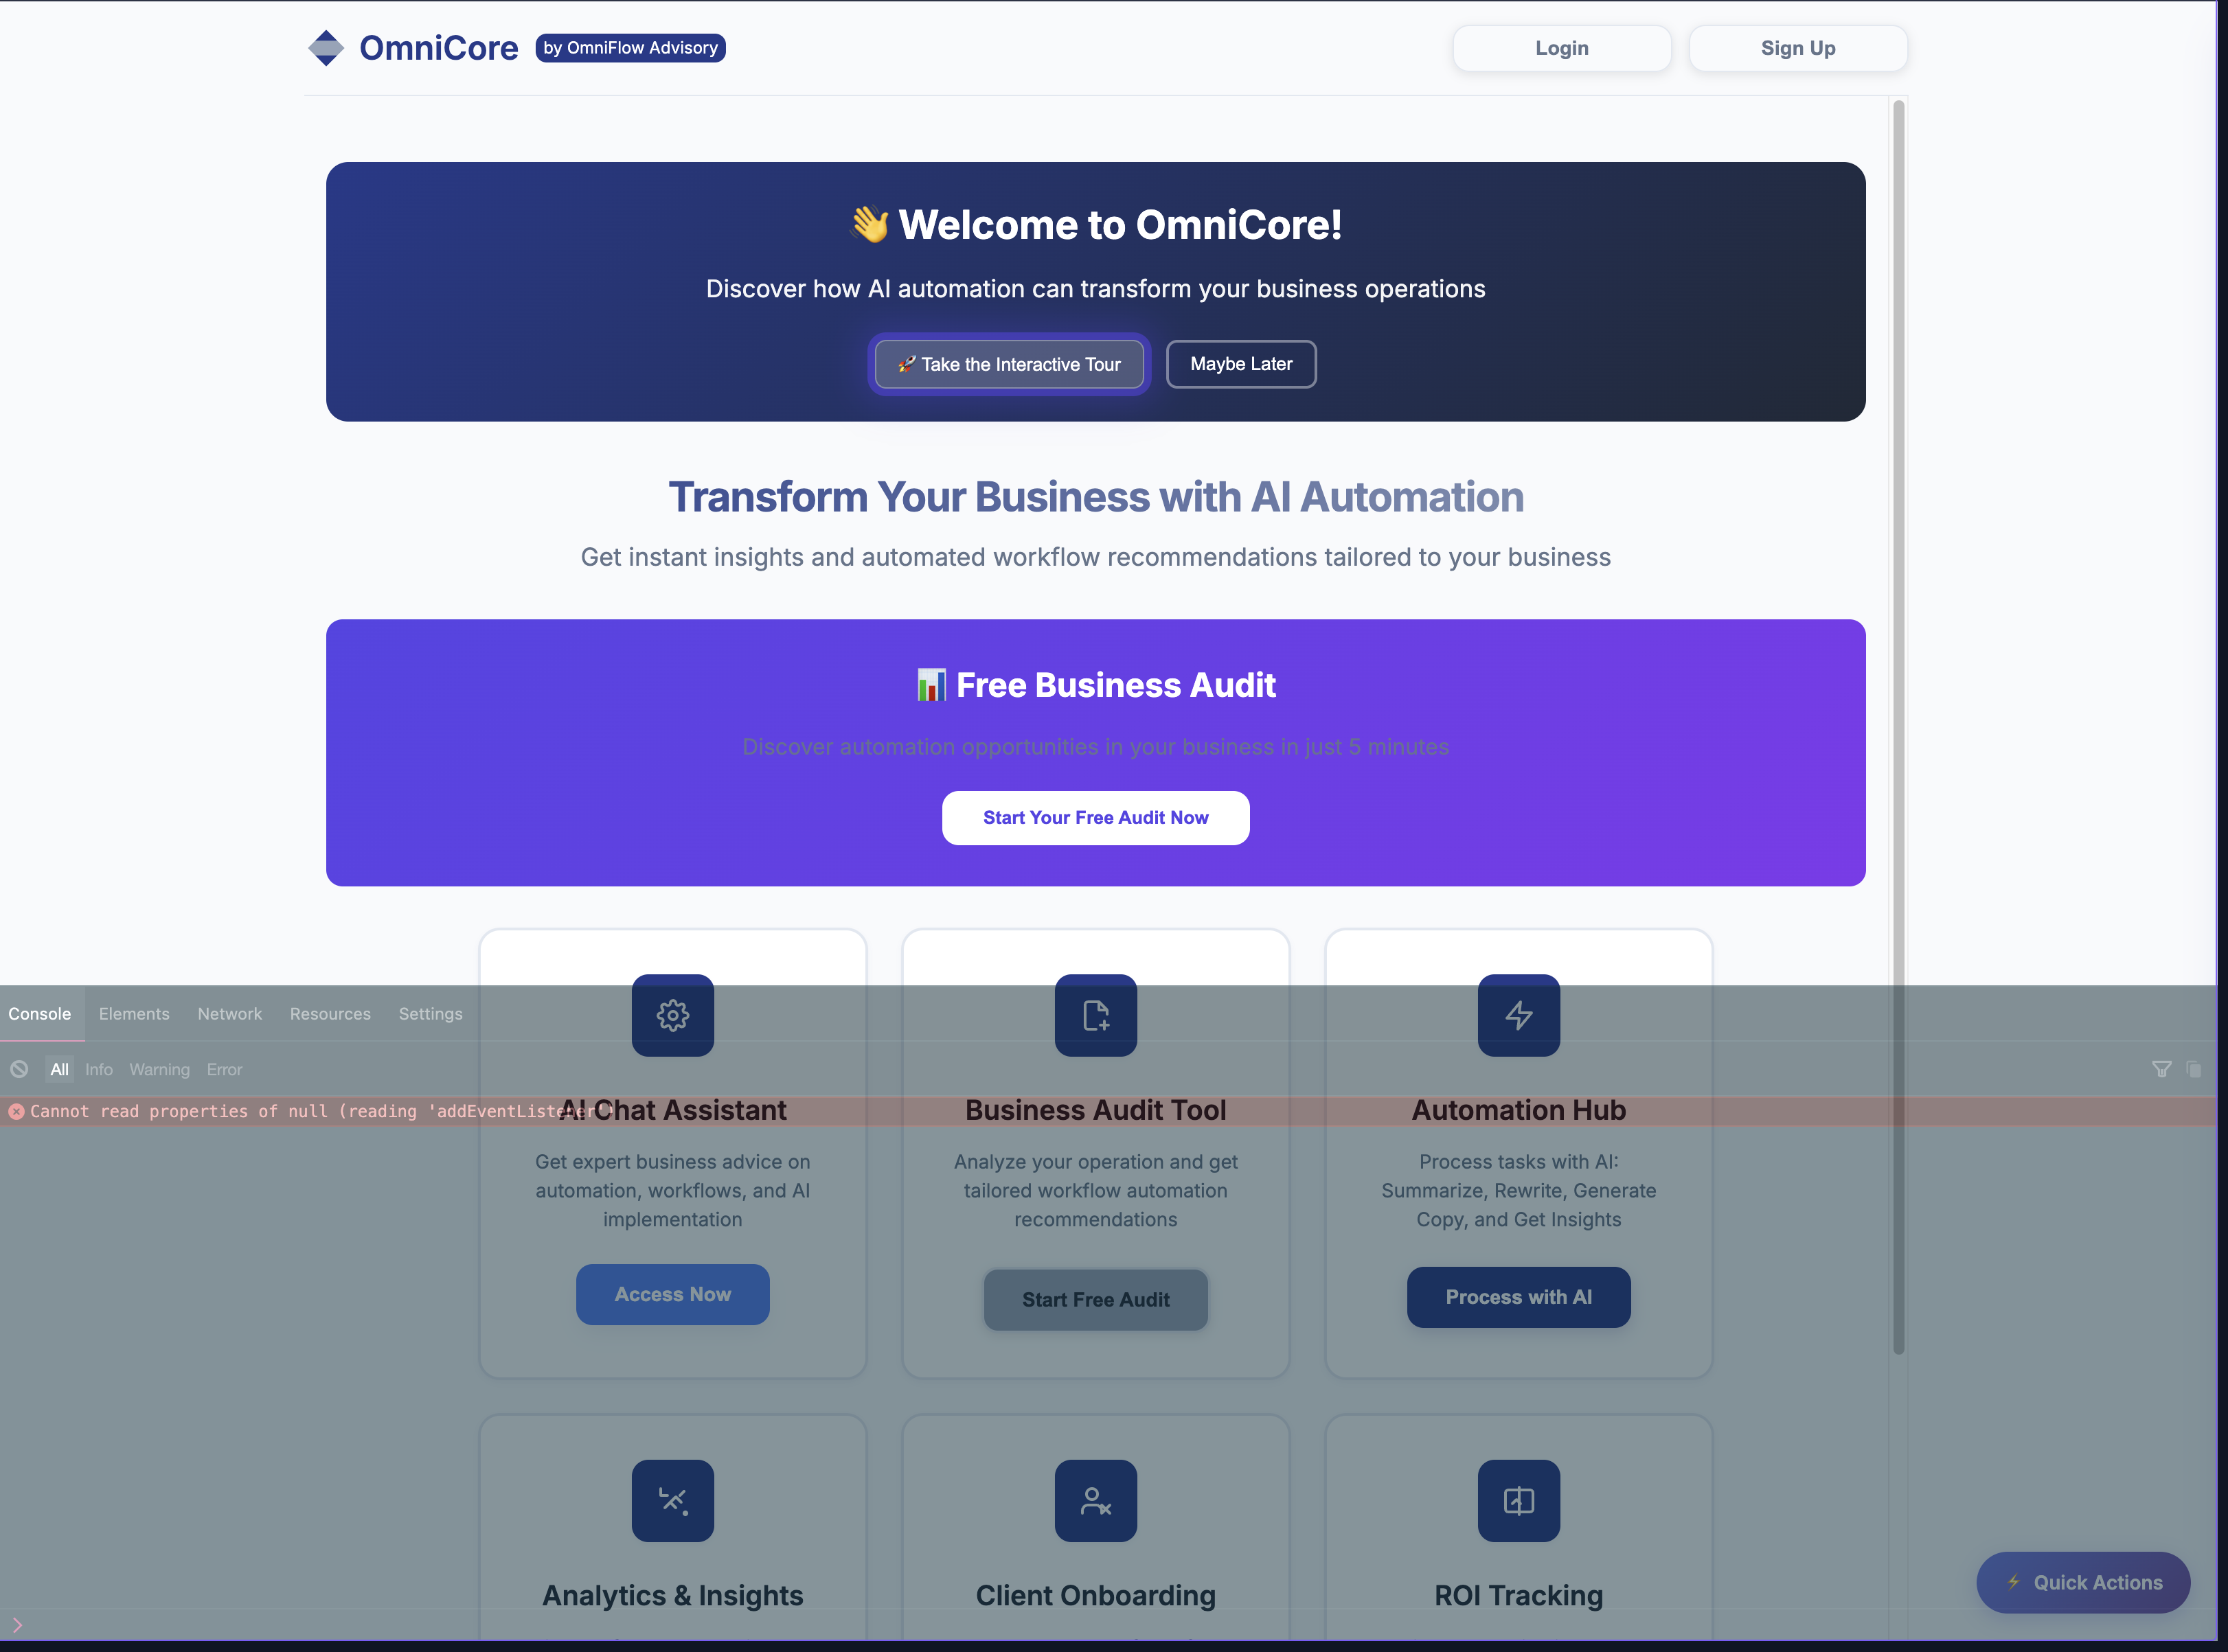 OmniCore by OmniFlow Advisory Login Sign Up
👋 Welcome to OmniCore!
Discover how AI automation can transform your business operations
🚀 Take the Interactive Tour Maybe Later
Transform Your Business with AI Automation
Get instant insights and automated workflow recommendations tailored to your business
📊 Free Business Audit
Discover automation opportunities in your business in just 5 minutes
Start Your Free Audit Now
Console Elements Network Resources Settings
All Info Warning Error
Cannot read properties of null (reading 'addEventListener')
AI Chat Assistant
Get expert business advice on
automation, workflows, and AI
implementation
Access Now
Business Audit Tool
Analyze your operation and get
tailored workflow automation
recommendations
Start Free Audit
Automation Hub
Process tasks with AI:
Summarize, Rewrite, Generate
Copy, and Get Insights
Process with AI
Analytics & Insights
Client Onboarding
ROI Tracking
⚡ Quick Actions